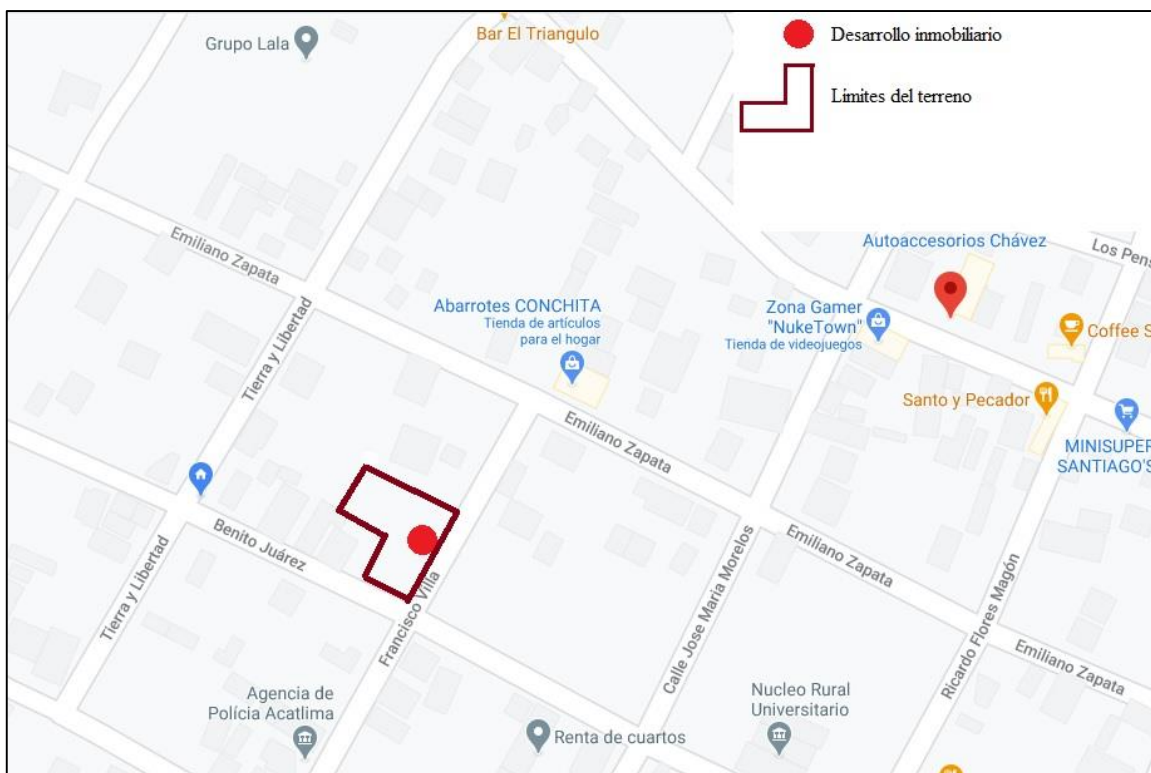 Grupo Lala
Bar El Triangulo
Desarrollo inmobiliario
Limites del terreno
Emiliano Zapata
Tierra y Libertad
Autoaccesorios Chávez
Los Pens
Abarrotes CONCHITA
Tienda de artículos
para el hogar
Zona Gamer
"NukeTown"
Tienda de videojuegos
Coffee S
Santo y Pecador
MINISUPER
SANTIAGO'S
Emiliano Zapata
Benito Juárez
Tierra y Libertad
Francisco Villa
Calle Jose Maria Morelos
Emiliano Zapata
Ricardo Flores Magón
Emiliano Zapata
Agencia de
Polícia Acatlima
Renta de cuartos
Nucleo Rural
Universitario